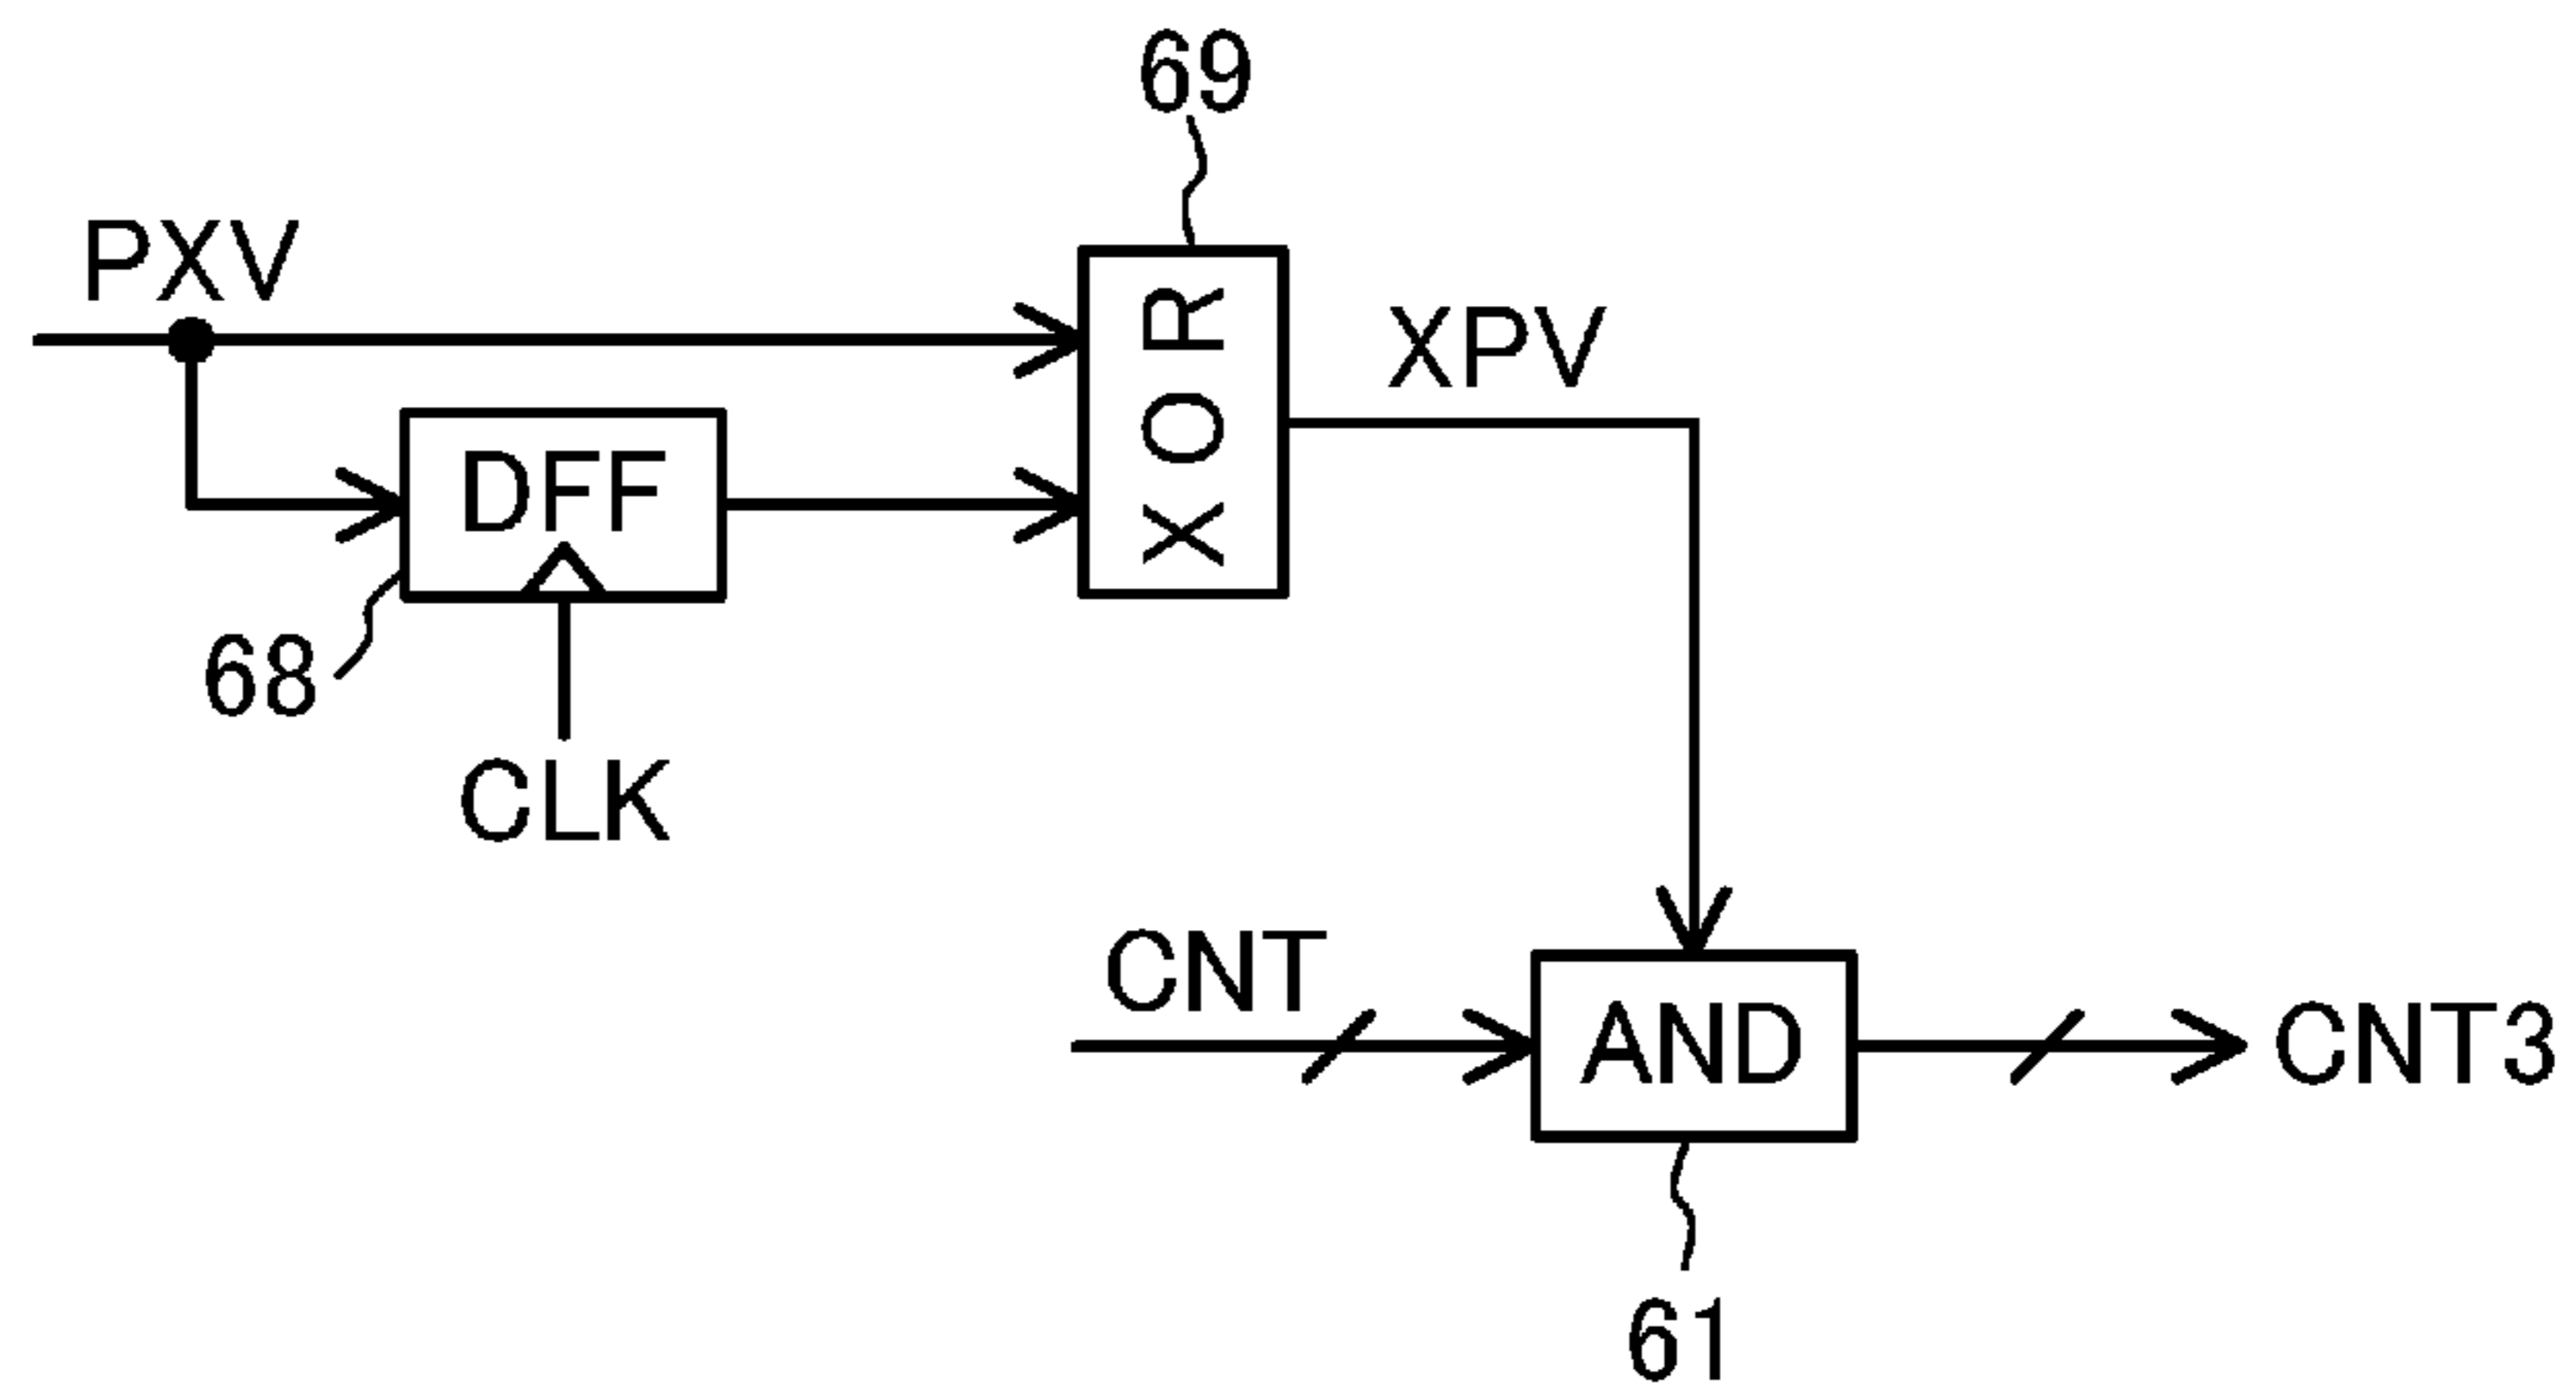 69
PXV
XOR
XPV
DFF
68
CLK
CNT
AND
CNT3
61